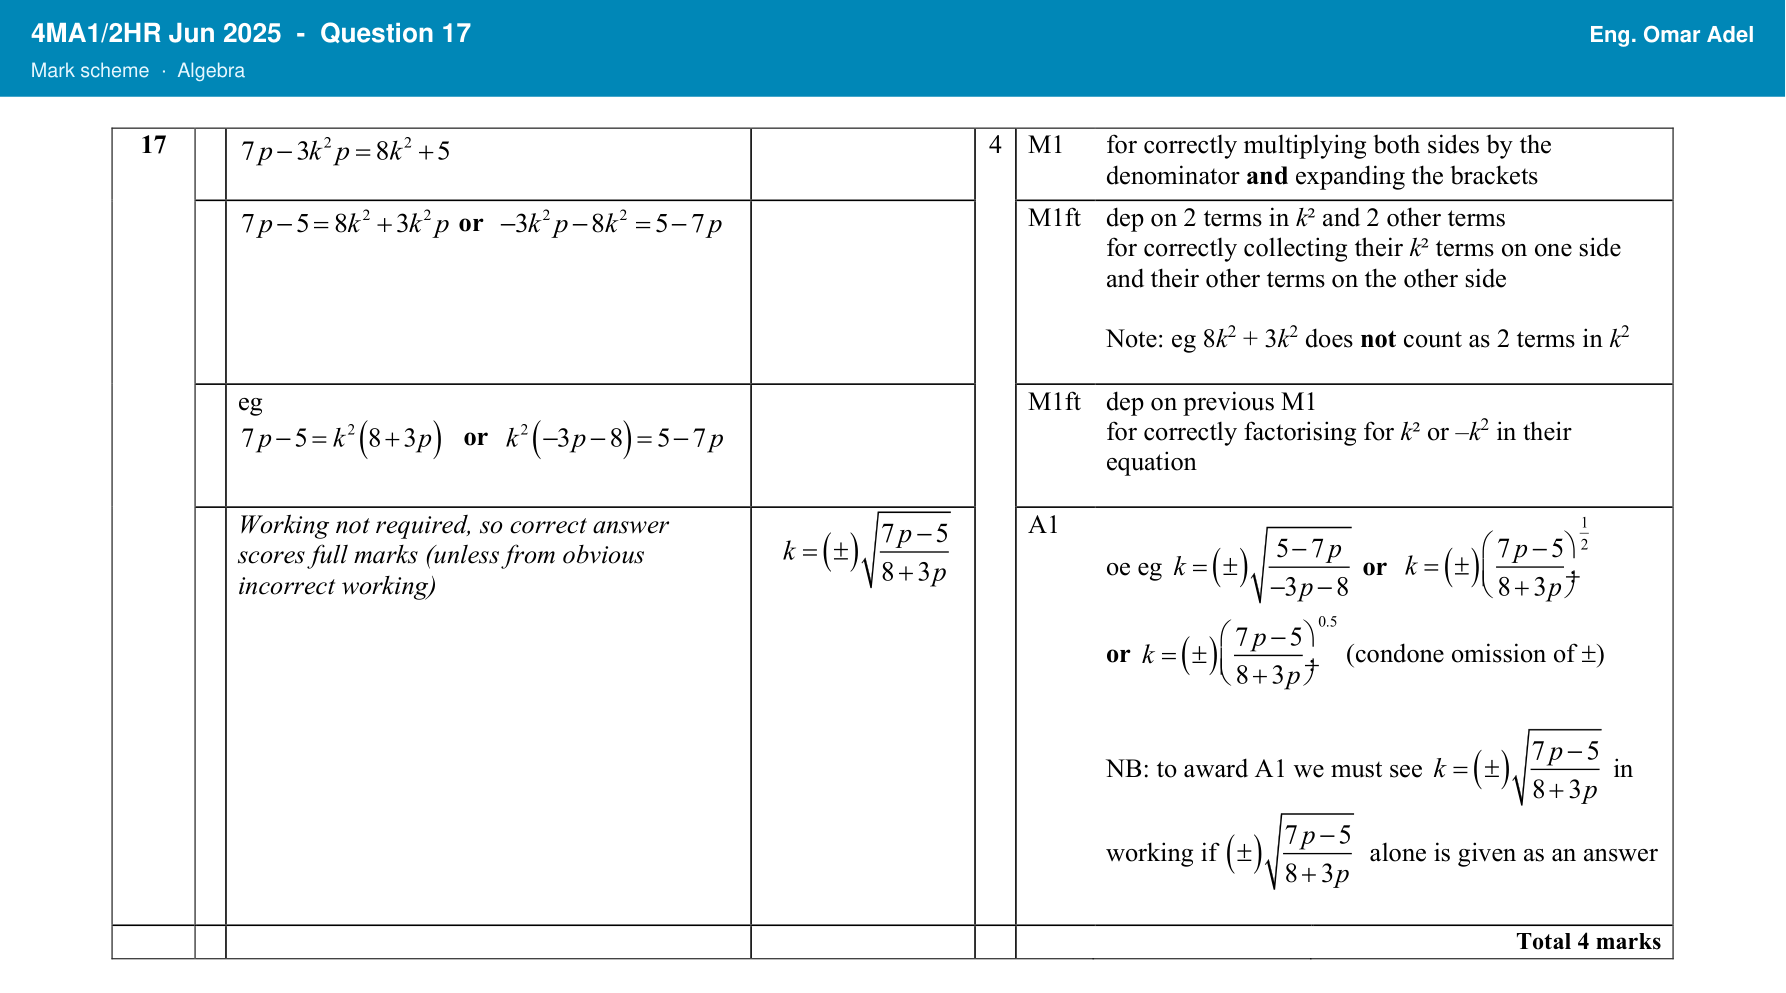 4MA1/2HR Jun 2025 - Question 17
Eng. Omar Adel
Mark scheme · Algebra
17
7p − 3k²p = 8k² + 5
4
M1 for correctly multiplying both sides by the
denominator and expanding the brackets
7p − 5 = 8k² + 3k²p or −3k²p − 8k² = 5 − 7p
M1ft dep on 2 terms in k² and 2 other terms
for correctly collecting their k² terms on one side
and their other terms on the other side
Note: eg 8k² + 3k² does not count as 2 terms in k²
eg
7p − 5 = k²(8 + 3p) or k²(−3p − 8) = 5 − 7p
M1ft dep on previous M1
for correctly factorising for k² or –k² in their
equation
Working not required, so correct answer
scores full marks (unless from obvious
incorrect working)
k = (±)√((7p − 5)/(8 + 3p))
A1
oe eg k = (±)√((5 − 7p)/(−3p − 8)) or k = (±)((7p − 5)/(8 + 3p))^(1/2)
or k = (±)((7p − 5)/(8 + 3p))^0.5 (condone omission of ±)
NB: to award A1 we must see k = (±)√((7p − 5)/(8 + 3p)) in
working if (±)√((7p − 5)/(8 + 3p)) alone is given as an answer
Total 4 marks